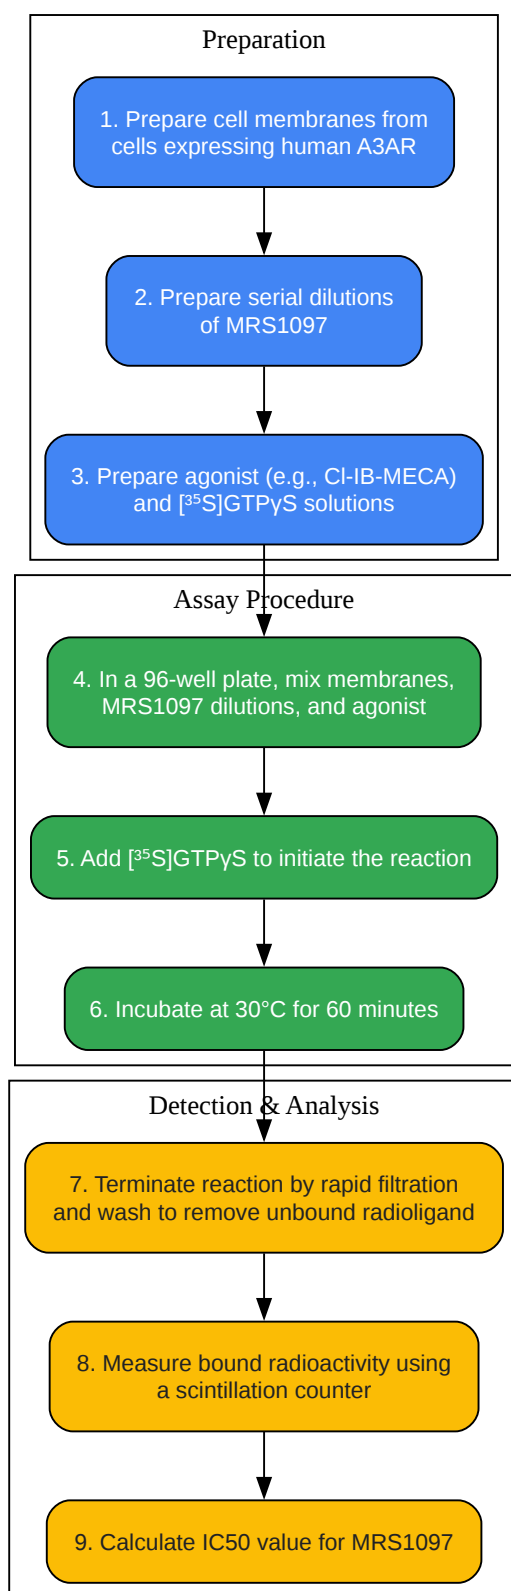 Preparation
1. Prepare cell membranes from
cells expressing human A3AR
2. Prepare serial dilutions
of MRS1097
3. Prepare agonist (e.g., Cl-IB-MECA)
and [³⁵S]GTPγS solutions
Assay Procedure
4. In a 96-well plate, mix membranes,
MRS1097 dilutions, and agonist
5. Add [³⁵S]GTPγS to initiate the reaction
6. Incubate at 30°C for 60 minutes
Detection & Analysis
7. Terminate reaction by rapid filtration
and wash to remove unbound radioligand
8. Measure bound radioactivity using
a scintillation counter
9. Calculate IC50 value for MRS1097